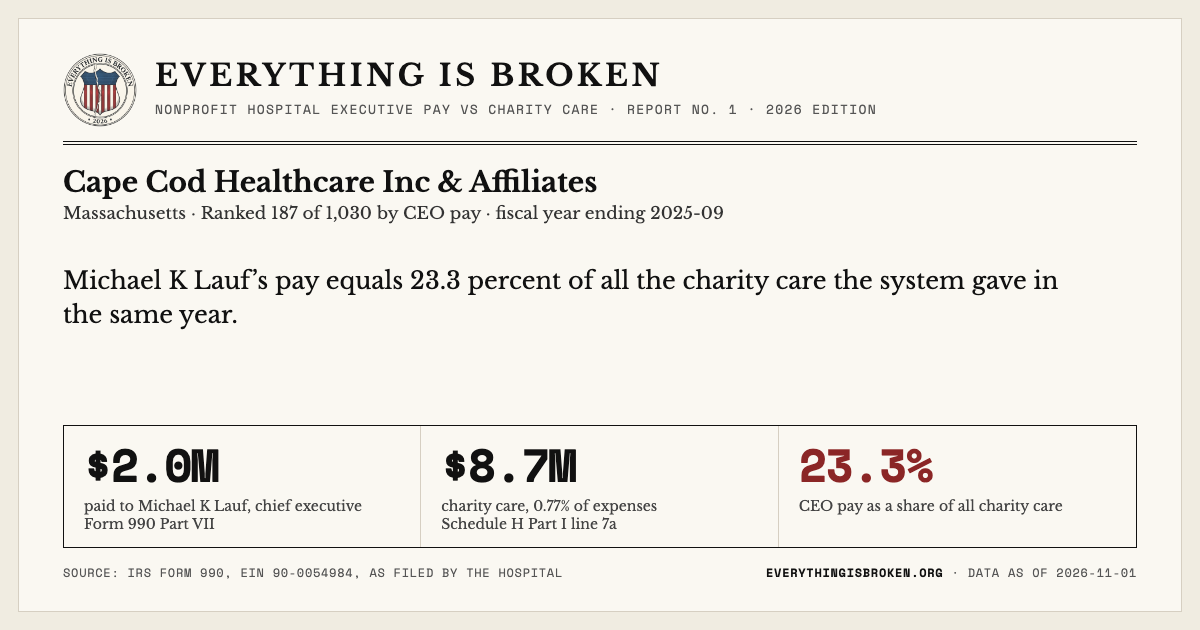 EVERYTHING IS BROKEN
2026
EVERYTHING IS BROKEN
NONPROFIT HOSPITAL EXECUTIVE PAY VS CHARITY CARE · REPORT NO. 1 · 2026 EDITION
Cape Cod Healthcare Inc & Affiliates
Massachusetts · Ranked 187 of 1,030 by CEO pay · fiscal year ending 2025-09
Michael K Lauf’s pay equals 23.3 percent of all the charity care the system gave in
the same year.
$2.0M
paid to Michael K Lauf, chief executive
Form 990 Part VII
$8.7M
charity care, 0.77% of expenses
Schedule H Part I line 7a
23.3%
CEO pay as a share of all charity care
SOURCE: IRS FORM 990, EIN 90-0054984, AS FILED BY THE HOSPITAL
EVERYTHINGISBROKEN.ORG · DATA AS OF 2026-11-01